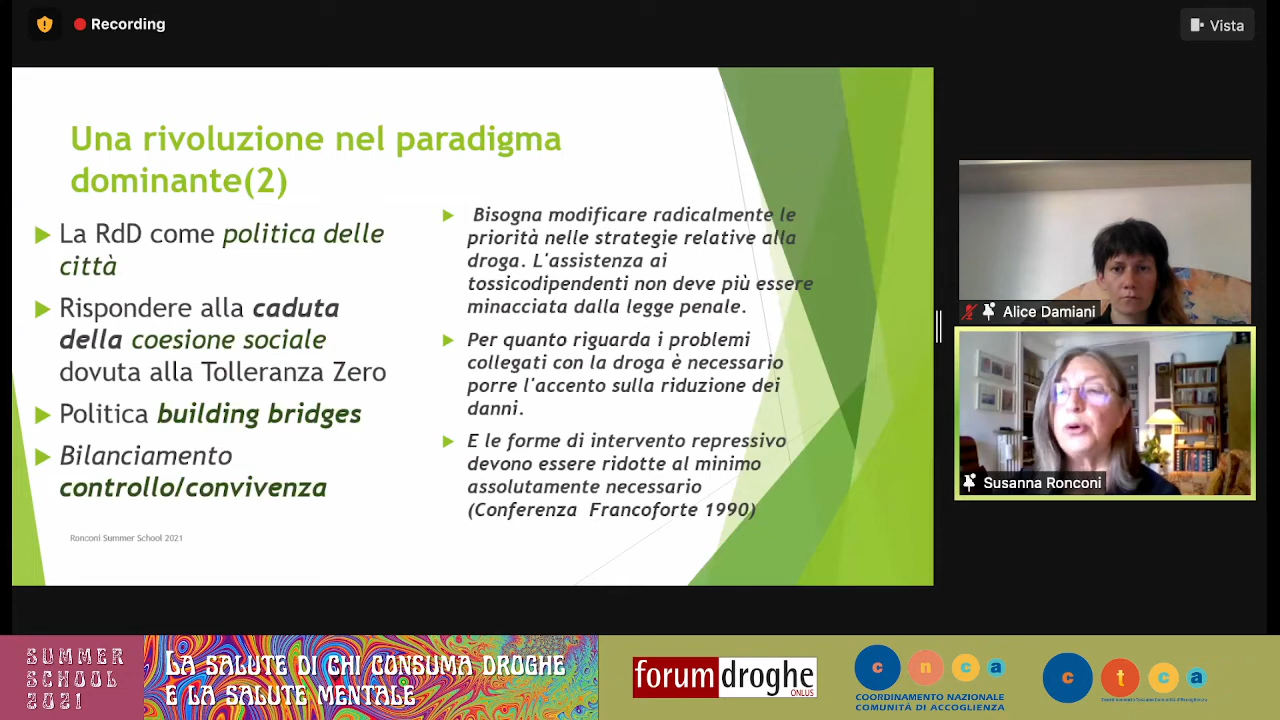 Recording
Vista
Una rivoluzione nel paradigma
dominante(2)
La RdD come politica delle
città
Rispondere alla caduta
della coesione sociale
dovuta alla Tolleranza Zero
Politica building bridges
Bilanciamento
controllo/convivenza
Bisogna modificare radicalmente le
priorità nelle strategie relative alla
droga. L'assistenza ai
tossicodipendenti non deve più essere
minacciata dalla legge penale.
Per quanto riguarda i problemi
collegati con la droga è necessario
porre l'accento sulla riduzione dei
danni.
E le forme di intervento repressivo
devono essere ridotte al minimo
assolutamente necessario
(Conferenza Francoforte 1990)
Ronconi Summer School 2021
Alice Damiani
Susanna Ronconi
SUMMER
SCHOOL
2021
LA SALUTE DI CHI CONSUMA DROGHE
E LA SALUTE MENTALE
forumdroghe
ONLUS
c n c a
COORDINAMENTO NAZIONALE
COMUNITÀ DI ACCOGLIENZA
c t c a